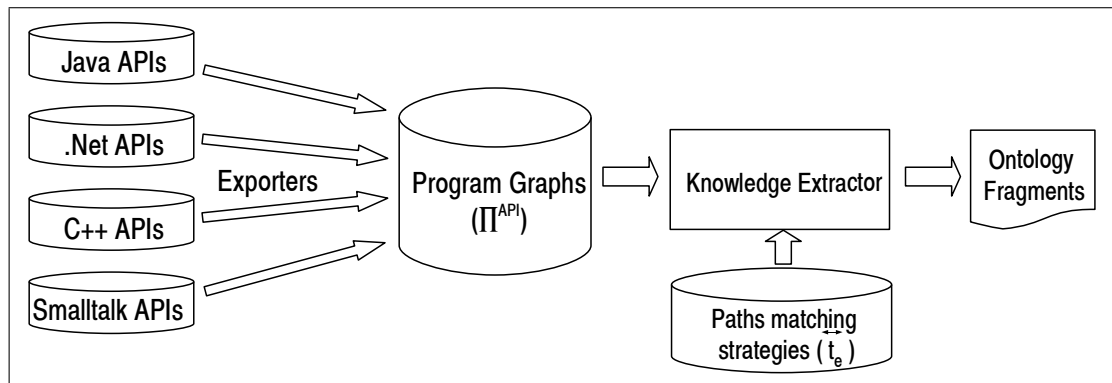 Java APIs
.Net APIs
Exporters
C++ APIs
Smalltalk APIs
Program Graphs
(∏^API)
Knowledge Extractor
Ontology
Fragments
Paths matching
strategies ( t_e )